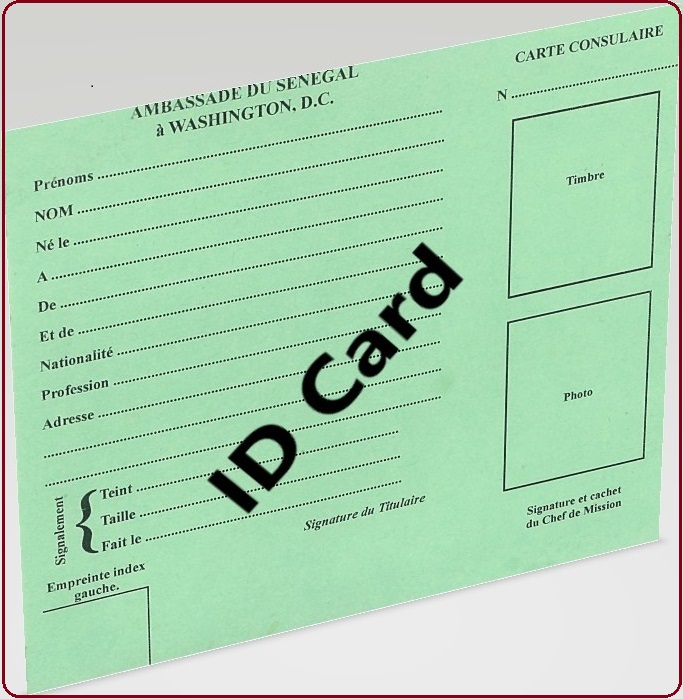 AMBASSADE DU SENEGAL
à WASHINGTON, D.C.
CARTE CONSULAIRE
N
Prénoms
NOM
Né le
A
De
Et de
Nationalité
Profession
Adresse
Signalement
Teint
Taille
Fait le
Signature du Titulaire
Empreinte index
gauche.
Timbre
Photo
Signature et cachet
du Chef de Mission
ID Card